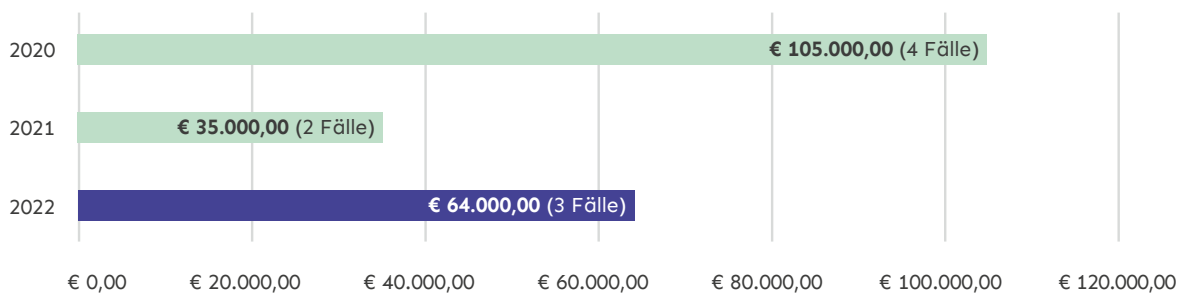 2020 € 105.000,00 (4 Fälle)
2021 € 35.000,00 (2 Fälle)
2022 € 64.000,00 (3 Fälle)
€ 0,00 € 20.000,00 € 40.000,00 € 60.000,00 € 80.000,00 € 100.000,00 € 120.000,00